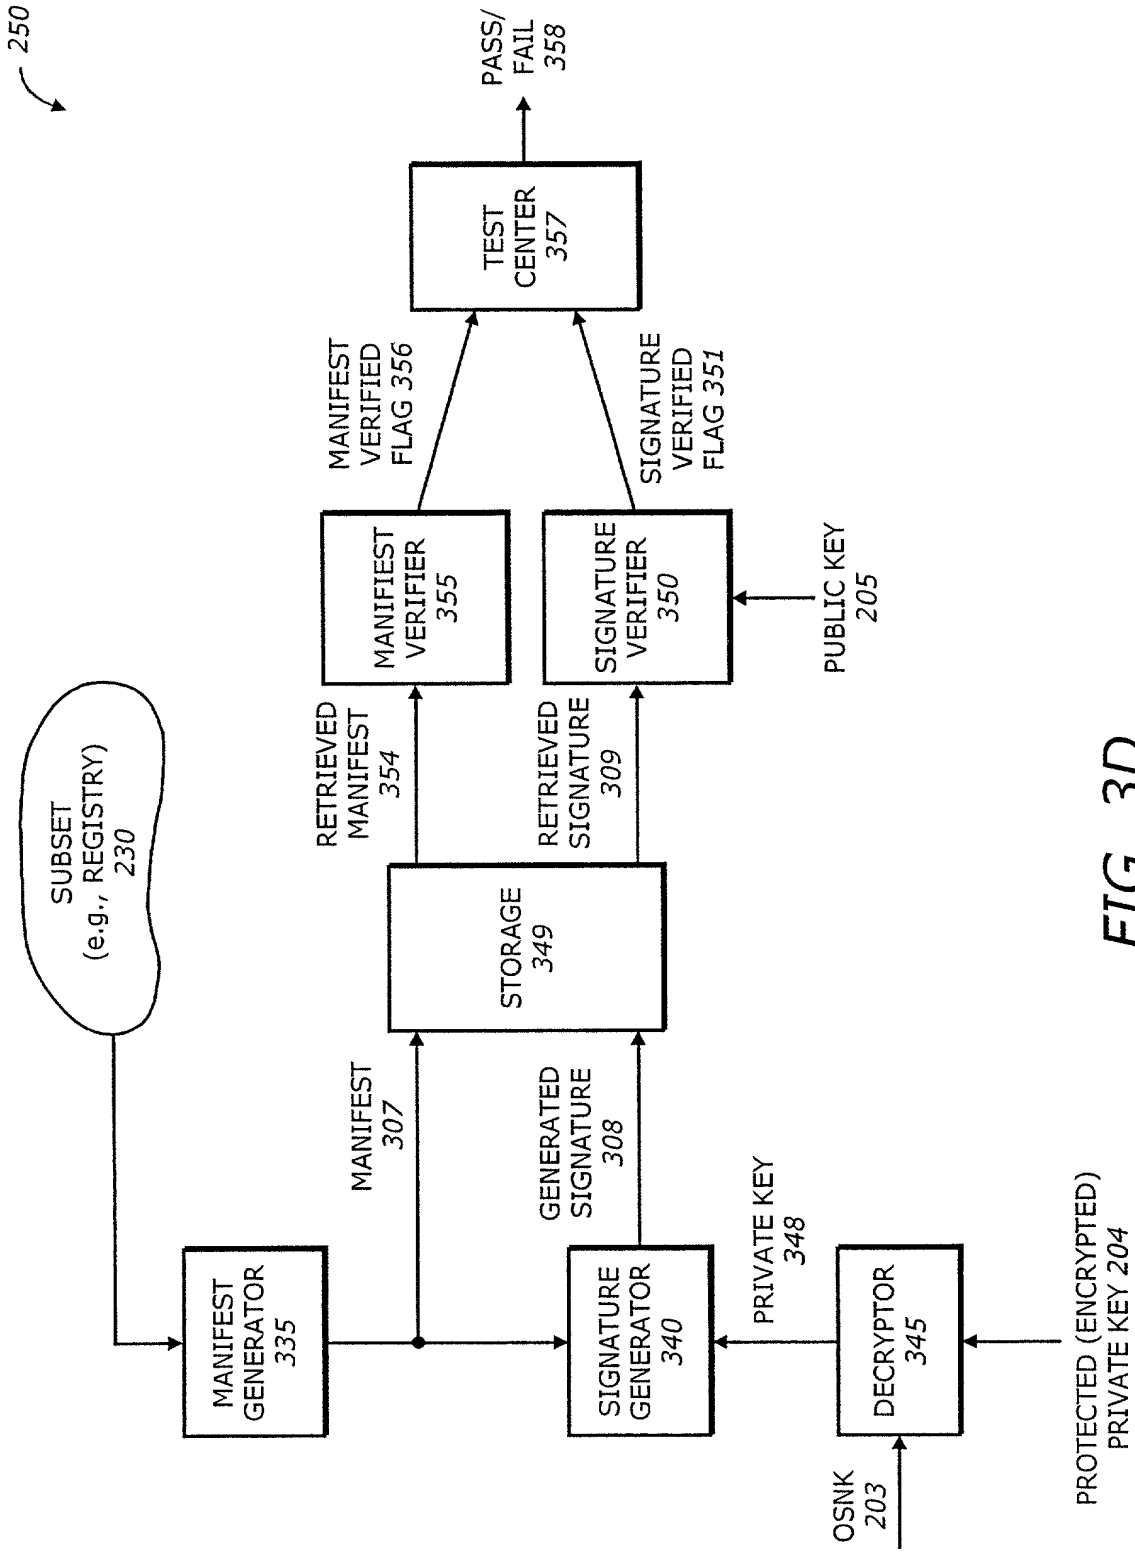 250
SUBSET
(e.g., REGISTRY)
230
MANIFEST
GENERATOR
335
MANIFEST
307
SIGNATURE
GENERATOR
340
GENERATED
SIGNATURE
308
PRIVATE KEY
348
DECRYPTOR
345
OSNK
203
PROTECTED (ENCRYPTED)
PRIVATE KEY 204
STORAGE
349
RETRIEVED
MANIFEST
354
RETRIEVED
SIGNATURE
309
MANIFIEST
VERIFIER
355
SIGNATURE
VERIFIER
350
PUBLIC KEY
205
MANIFEST
VERIFIED
FLAG 356
SIGNATURE
VERIFIED
FLAG 351
TEST
CENTER
357
PASS/
FAIL
358
FIG. 3D